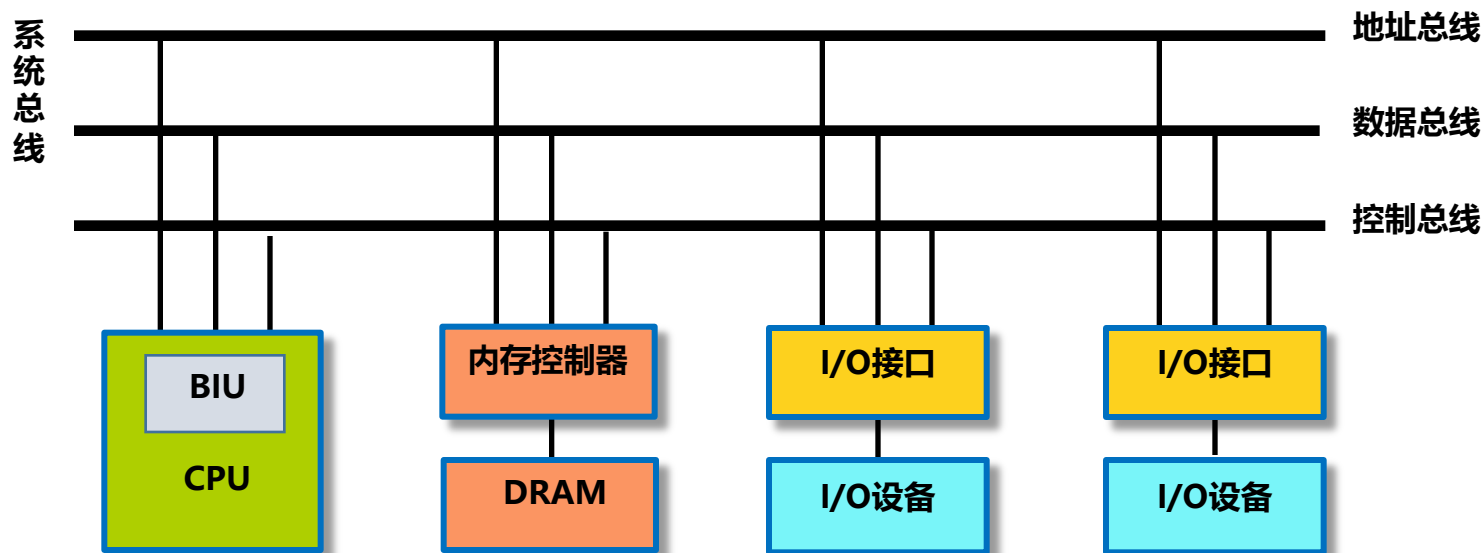 系统总线
地址总线
数据总线
控制总线
BIU
CPU
内存控制器
DRAM
I/O接口
I/O设备
I/O接口
I/O设备